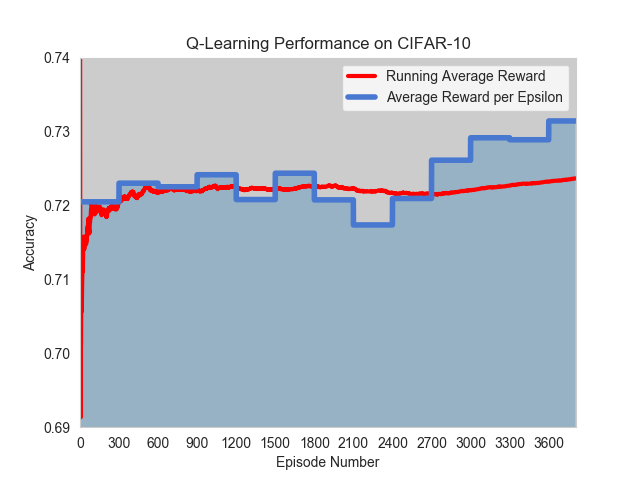 Q-Learning Performance on CIFAR-10
Running Average Reward
Average Reward per Epsilon
Accuracy
0.74
0.73
0.72
0.71
0.70
0.69
0 300 600 900 1200 1500 1800 2100 2400 2700 3000 3300 3600
Episode Number